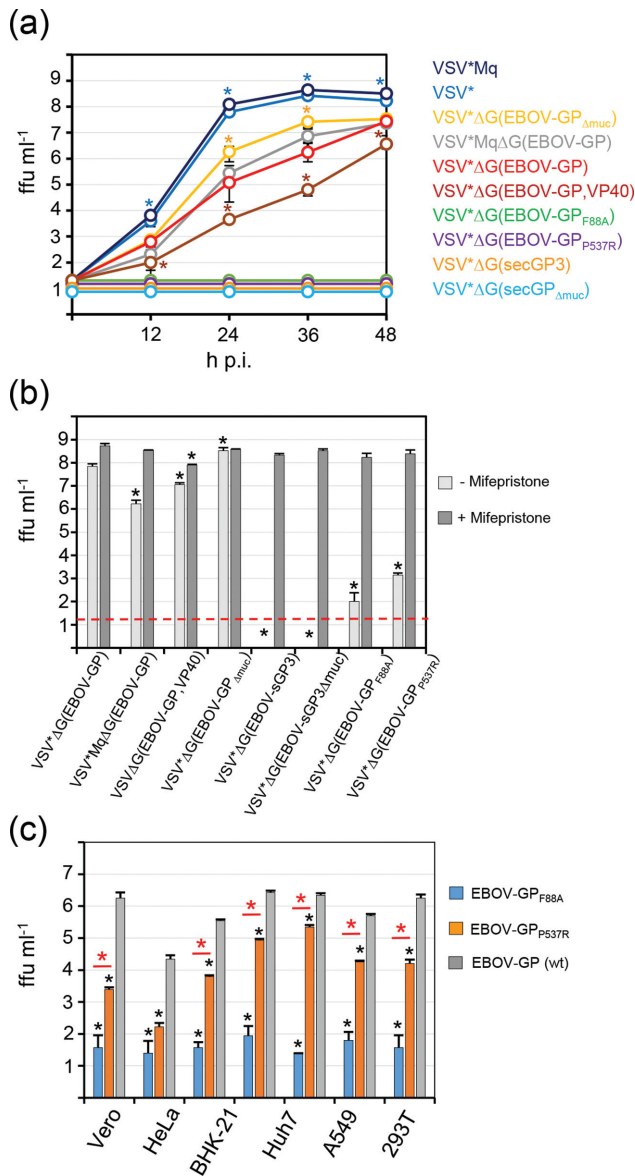 (a)
9
8
7
6
5
4
3
2
1
ffu ml⁻¹
*
*
*
*
*
*
*
*
*
*
12
24
36
48
h p.i.
VSV*Mq
VSV*
VSV*ΔG(EBOV-GPΔmuc)
VSV*MqΔG(EBOV-GP)
VSV*ΔG(EBOV-GP)
VSV*ΔG(EBOV-GP,VP40)
VSV*ΔG(EBOV-GPF88A)
VSV*ΔG(EBOV-GPP537R)
VSV*ΔG(secGP3)
VSV*ΔG(secGPΔmuc)
(b)
9
8
7
6
5
4
3
2
1
ffu ml⁻¹
* * * * * * * *
- Mifepristone
+ Mifepristone
VSV*ΔG(EBOV-GP)
VSV*MqΔG(EBOV-GP)
VSVΔG(EBOV-GP,VP40)
VSV*ΔG(EBOV-GPΔmuc)
VSV*ΔG(EBOV-sGP3)
VSV*ΔG(EBOV-sGP3Δmuc)
VSV*ΔG(EBOV-GPF88A)
VSV*ΔG(EBOV-GPP537R)
(c)
7
6
5
4
3
2
1
ffu ml⁻¹
* * * * * *
* * * * * * *
* * * * * * *
EBOV-GPF88A
EBOV-GPP537R
EBOV-GP (wt)
Vero
HeLa
BHK-21
Huh7
A549
293T